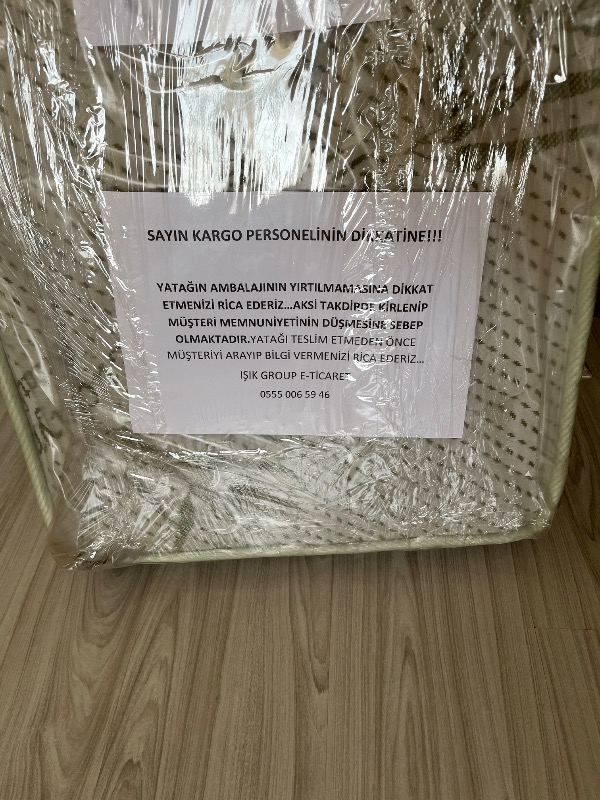 SAYIN KARGO PERSONELİNİN DİKKATİNE!!!
YATAĞIN AMBALAJININ YIRTILMAMASINA DİKKAT
ETMENİZİ RİCA EDERİZ...AKSİ TAKDİRDE KİRLENİP
MÜŞTERİ MEMNUNİYETİNİN DÜŞMESİNE SEBEP
OLMAKTADIR.YATAĞI TESLİM ETMEDEN ÖNCE
MÜŞTERİYİ ARAYIP BİLGİ VERMENİZİ RİCA EDERİZ...
IŞIK GROUP E-TİCARET
0555 006 59 46